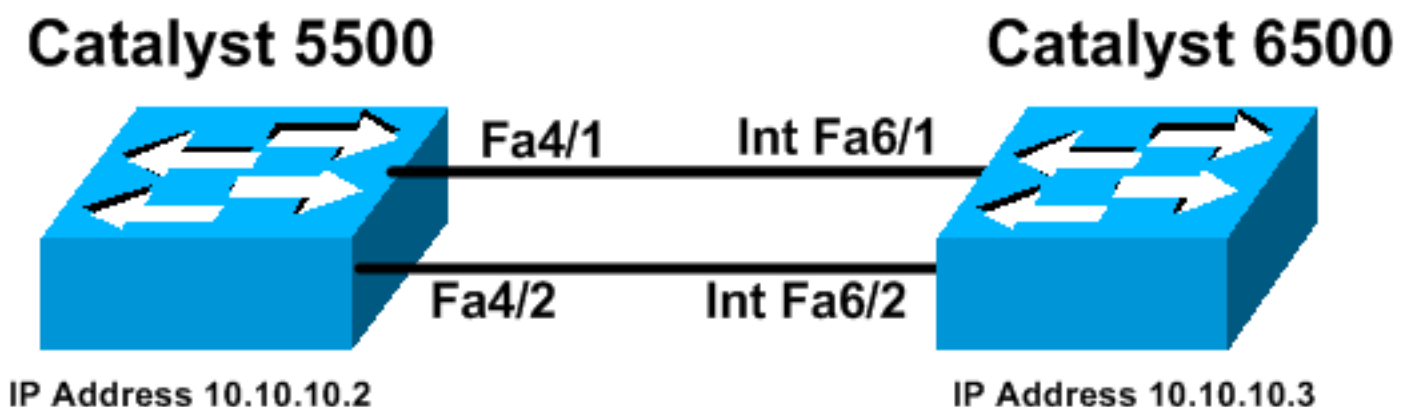 Catalyst 5500
Catalyst 6500
Fa4/1
Int Fa6/1
Fa4/2
Int Fa6/2
IP Address 10.10.10.2
IP Address 10.10.10.3